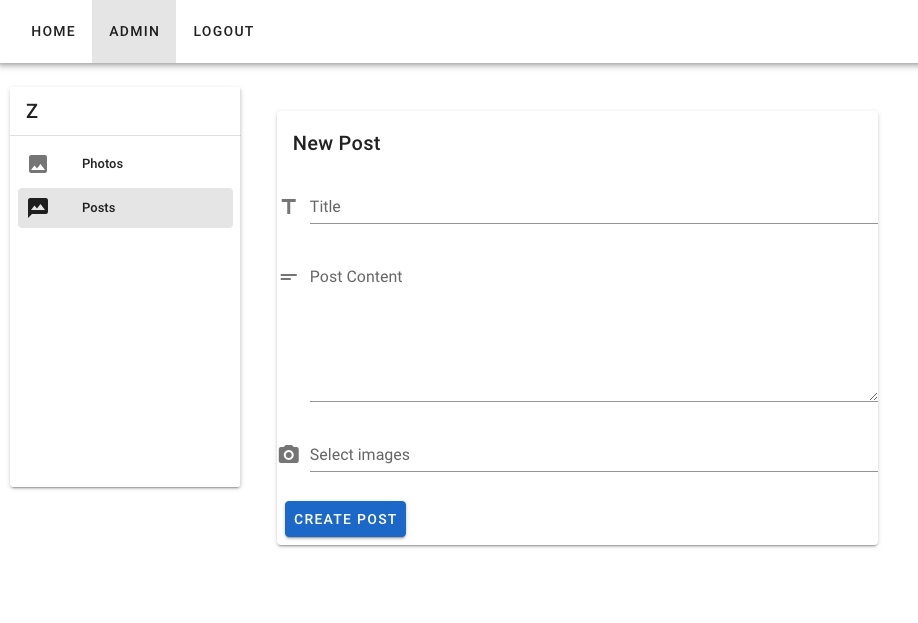 HOME ADMIN LOGOUT
Z
Photos
Posts
New Post
Title
Post Content
Select images
CREATE POST